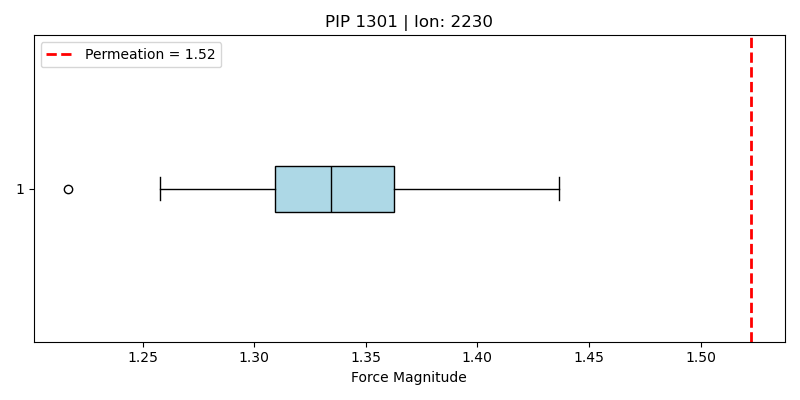 PIP 1301 | Ion: 2230
Permeation = 1.52
1
1.25 1.30 1.35 1.40 1.45 1.50
Force Magnitude